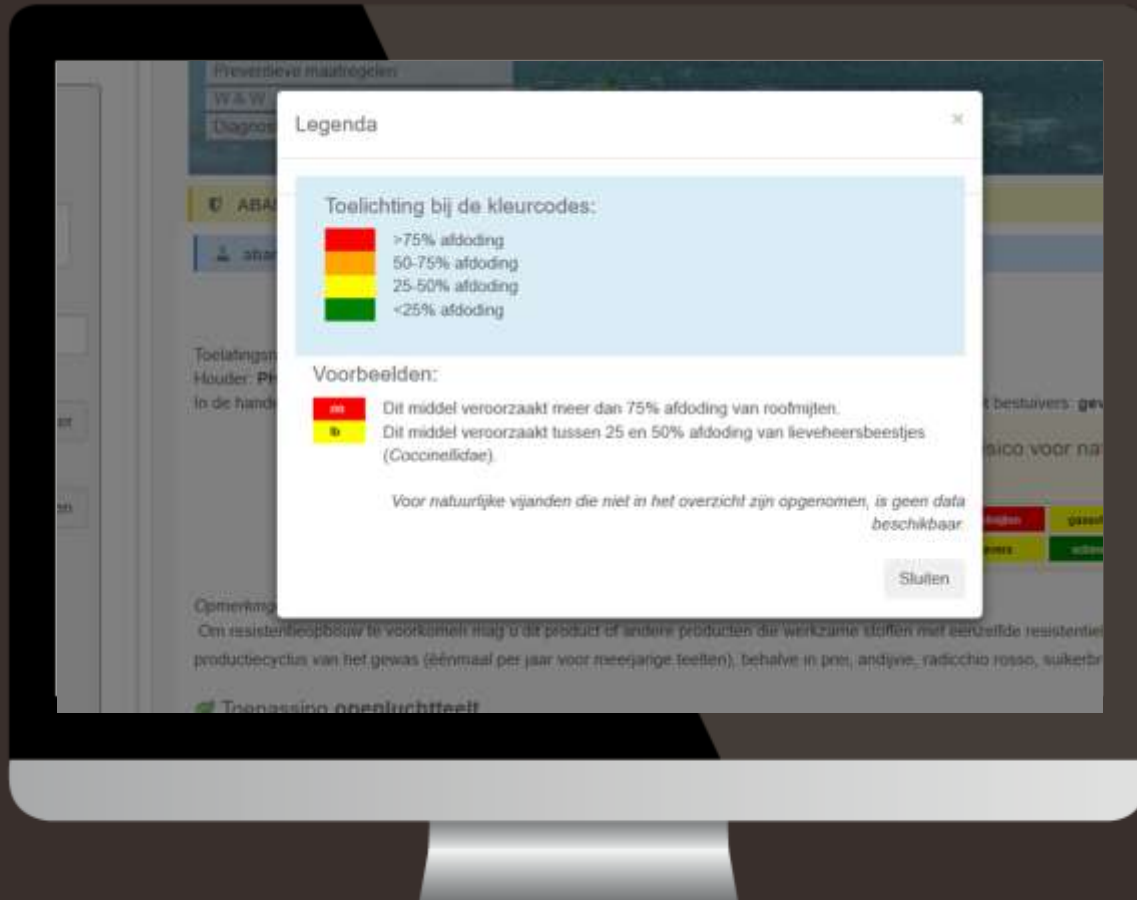 Preventieve maatregelen
W & W
Legenda
×
Toelichting bij de kleurcodes:
>75% afdoding
50-75% afdoding
25-50% afdoding
<25% afdoding
Voorbeelden:
Dit middel veroorzaakt meer dan 75% afdoding van roofmijten.
lb Dit middel veroorzaakt tussen 25 en 50% afdoding van lieveheersbeestjes
(Coccinellidae).
Voor natuurlijke vijanden die niet in het overzicht zijn opgenomen, is geen data
beschikbaar.
Sluiten
Houder: PH
In de hande
t bestuivers: gev
isico voor na
Om resistentieopbouw te voorkomen mag u dit product of andere producten die werkzame stoffen met eenzelfde resistentie
productiecyclus van het gewas (éénmaal per jaar voor meerjarige teelten), behalve in prei, andijvie, radicchio rosso, suikerbr
Toepassing openluchtteelt